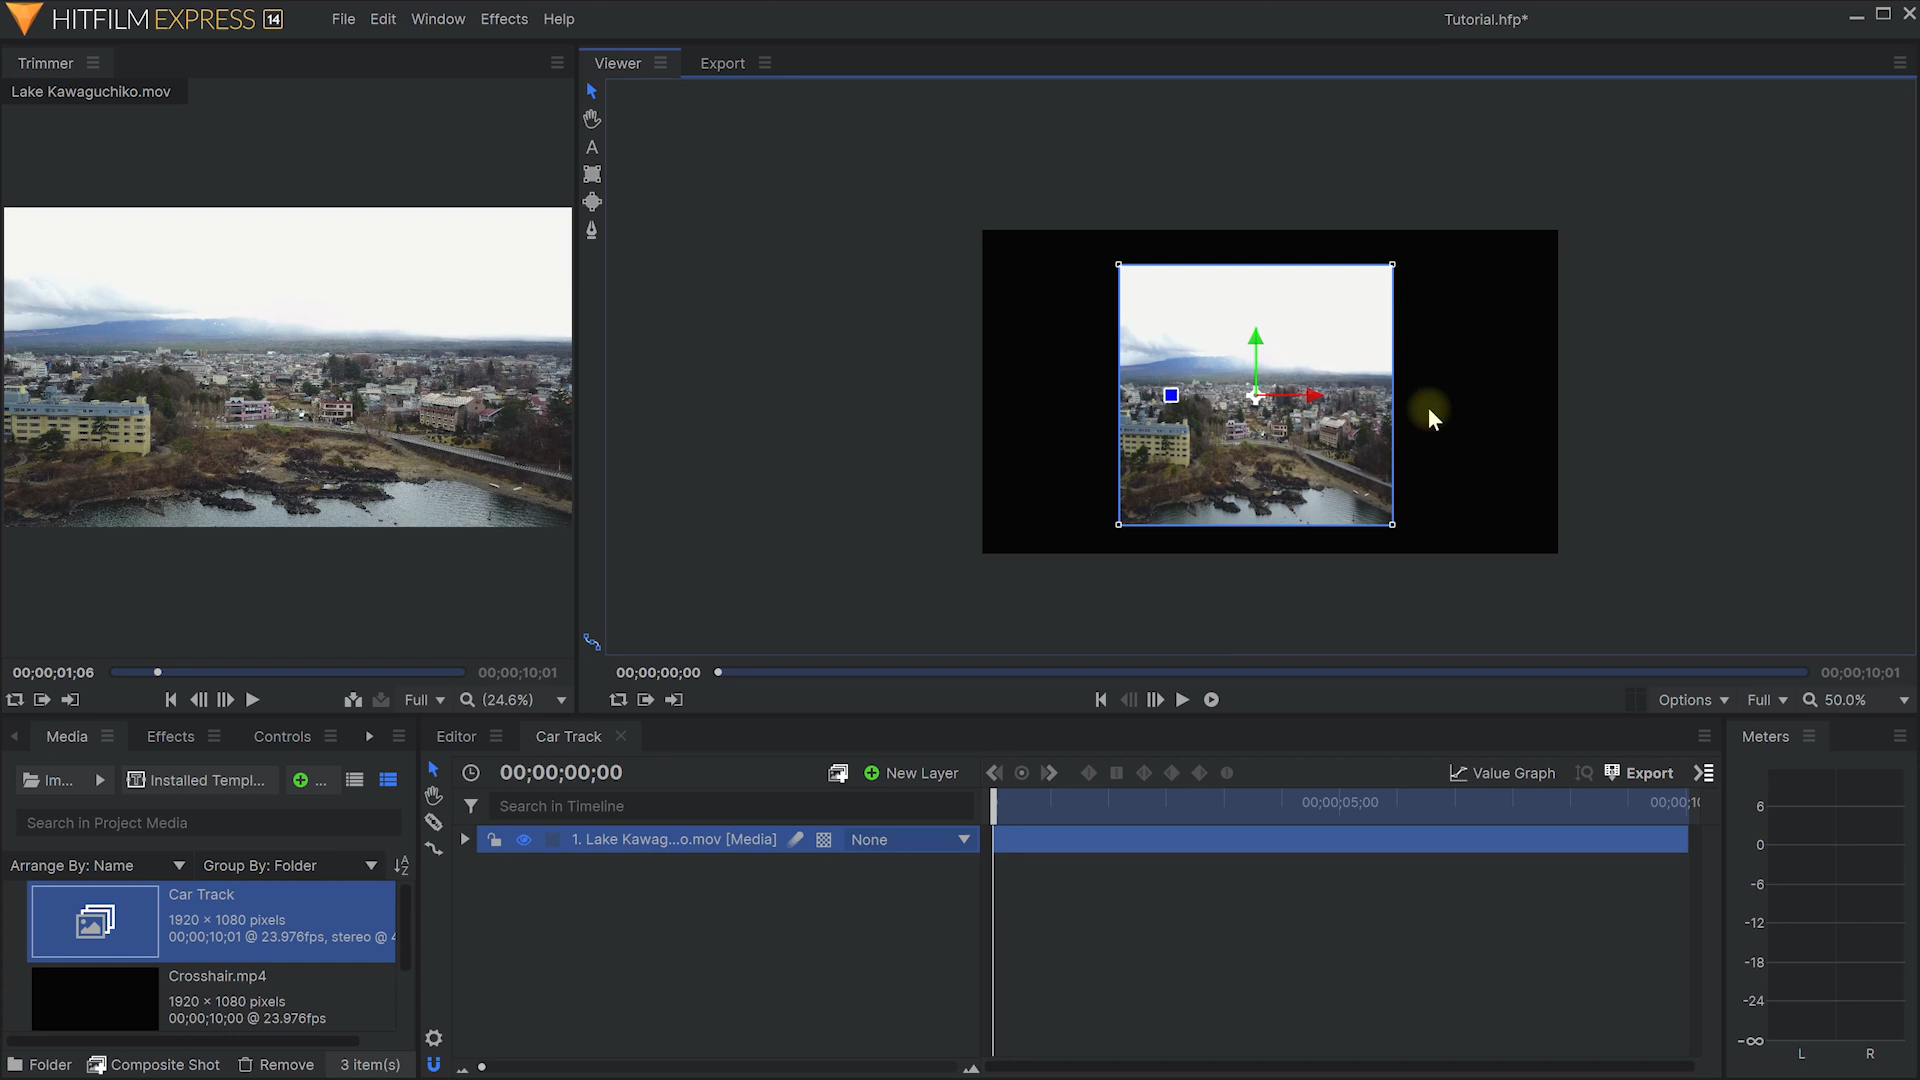 HITFILM EXPRESS 14
File Edit Window Effects Help
Tutorial.hfp*
Trimmer
Lake Kawaguchiko.mov
Viewer
Export
A
00;00;01;06
00;00;10;01
Full
(24.6%)
00;00;00;00
00;00;10;01
Options
Full
50.0%
Media
Effects
Controls
Im...
Installed Templ...
...
Search in Project Media
Arrange By: Name
Group By: Folder
Car Track
1920 × 1080 pixels
00;00;10;01 @ 23.976fps, stereo @ 4
Crosshair.mp4
1920 × 1080 pixels
00;00;10;00 @ 23.976fps
Folder
Composite Shot
Remove
3 item(s)
Editor
Car Track
00;00;00;00
New Layer
Value Graph
Export
Search in Timeline
00;00;05;00
00;00;10
1. Lake Kawag...o.mov [Media]
None
Meters
6
0
-6
-12
-18
-24
-∞
L R